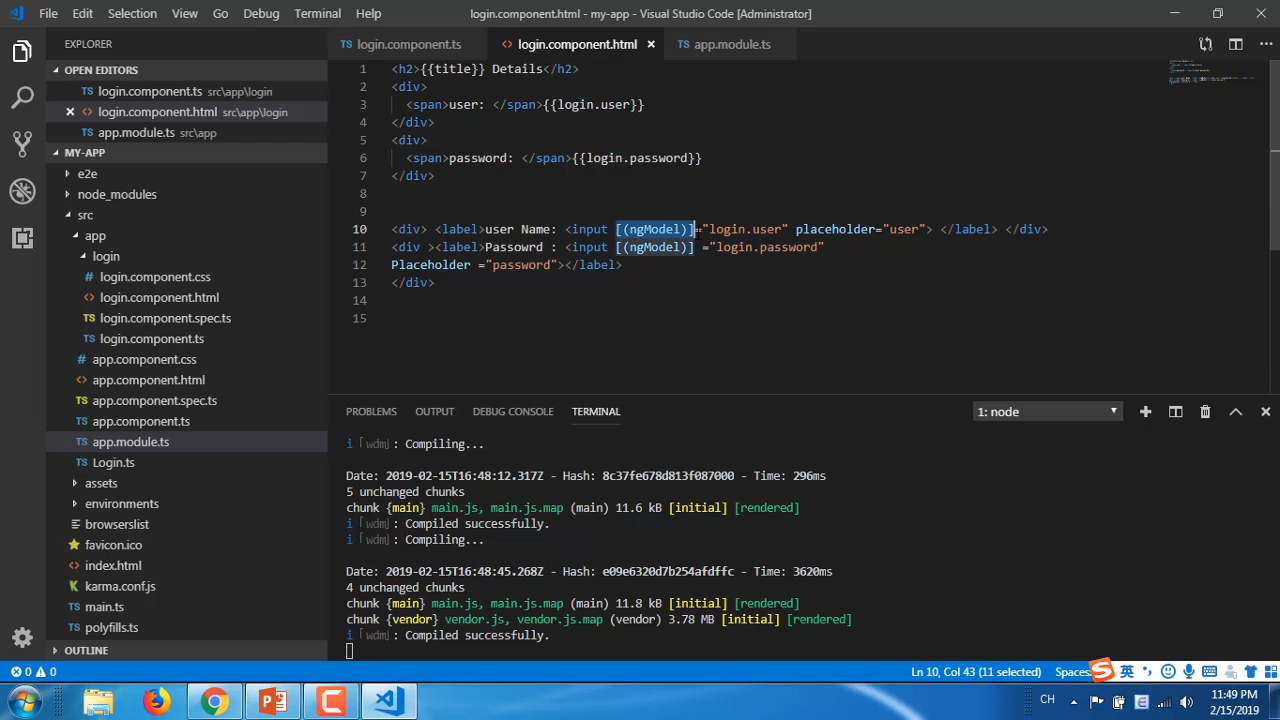 File Edit Selection View Go Debug Terminal Help login.component.html - my-app - Visual Studio Code [Administrator]
EXPLORER
OPEN EDITORS
login.component.ts src\app\login
login.component.html src\app\login
app.module.ts src\app
MY-APP
e2e
node_modules
src
app
login
login.component.css
login.component.html
login.component.spec.ts
login.component.ts
app.component.css
app.component.html
app.component.spec.ts
app.component.ts
app.module.ts
Login.ts
assets
environments
browserslist
favicon.ico
index.html
karma.conf.js
main.ts
polyfills.ts
OUTLINE
login.component.ts login.component.html app.module.ts
1 <h2>{{title}} Details</h2>
2 <div>
3 <span>user: </span>{{login.user}}
4 </div>
5 <div>
6 <span>password: </span>{{login.password}}
7 </div>
8
9
10 <div> <label>user Name: <input [(ngModel)]="login.user" placeholder="user"> </label> </div>
11 <div ><label>Passowrd : <input [(ngModel)] ="login.password"
12 Placeholder ="password"></label>
13 </div>
14
15
PROBLEMS OUTPUT DEBUG CONSOLE TERMINAL 1: node
i ｢wdm｣: Compiling...
Date: 2019-02-15T16:48:12.317Z - Hash: 8c37fe678d813f087000 - Time: 296ms
5 unchanged chunks
chunk {main} main.js, main.js.map (main) 11.6 kB [initial] [rendered]
i ｢wdm｣: Compiled successfully.
i ｢wdm｣: Compiling...
Date: 2019-02-15T16:48:45.268Z - Hash: e09e6320d7b254afdffc - Time: 3620ms
4 unchanged chunks
chunk {main} main.js, main.js.map (main) 11.8 kB [initial] [rendered]
chunk {vendor} vendor.js, vendor.js.map (vendor) 3.78 MB [initial] [rendered]
i ｢wdm｣: Compiled successfully.
0 0 Ln 10, Col 43 (11 selected) Spaces: 英
CH 11:49 PM
2/15/2019